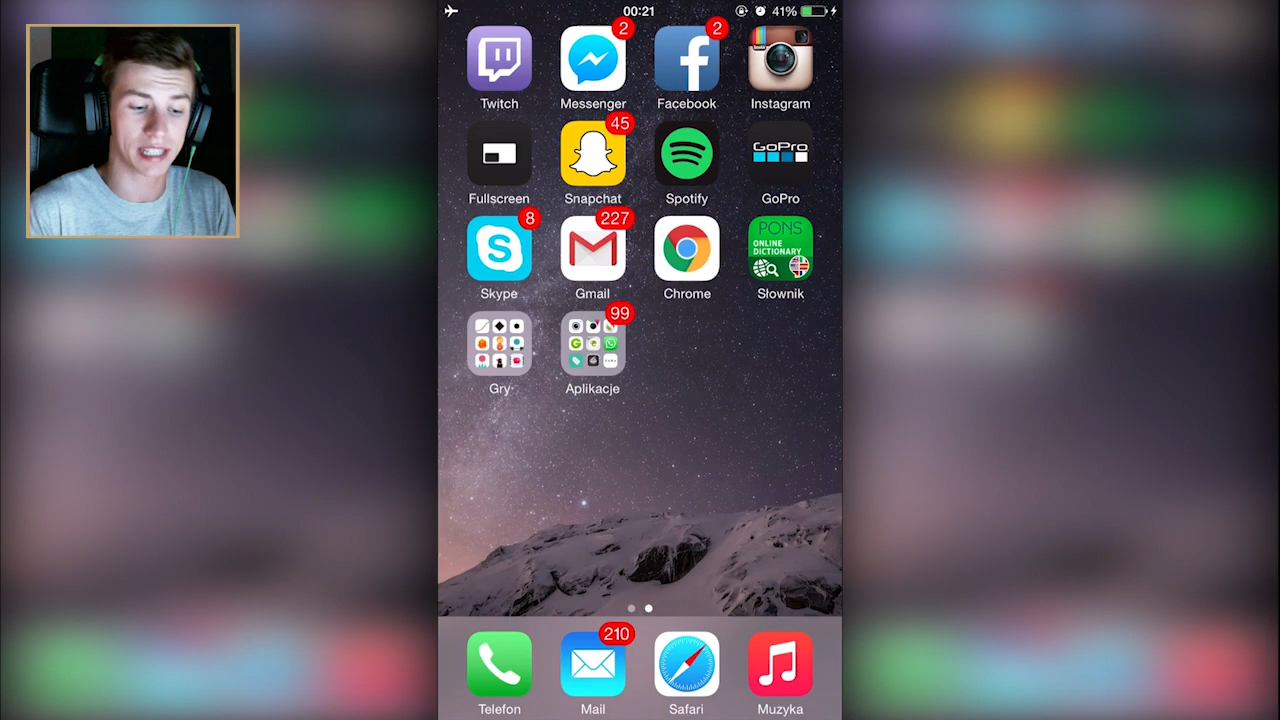 00:21 41%
2 2
Twitch Messenger Facebook Instagram
45
GoPro
Fullscreen Snapchat Spotify GoPro
8 227
PONS
ONLINE
DICTIONARY
Skype Gmail Chrome Słownik
99
Gry Aplikacje
210
Telefon Mail Safari Muzyka